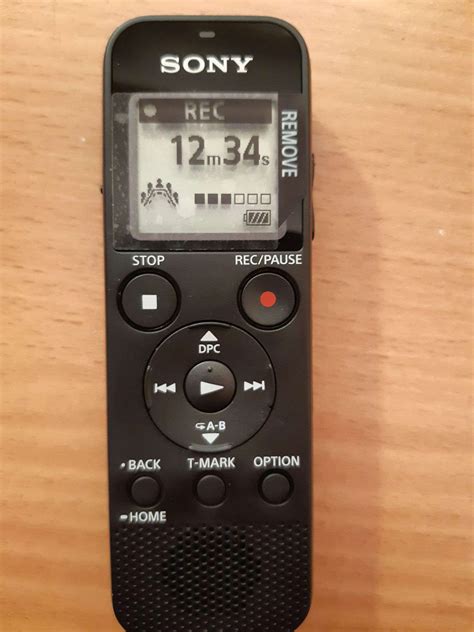 SONY
REC
12m34s
REMOVE
STOP
REC/PAUSE
DPC
A-B
BACK
T-MARK
OPTION
HOME